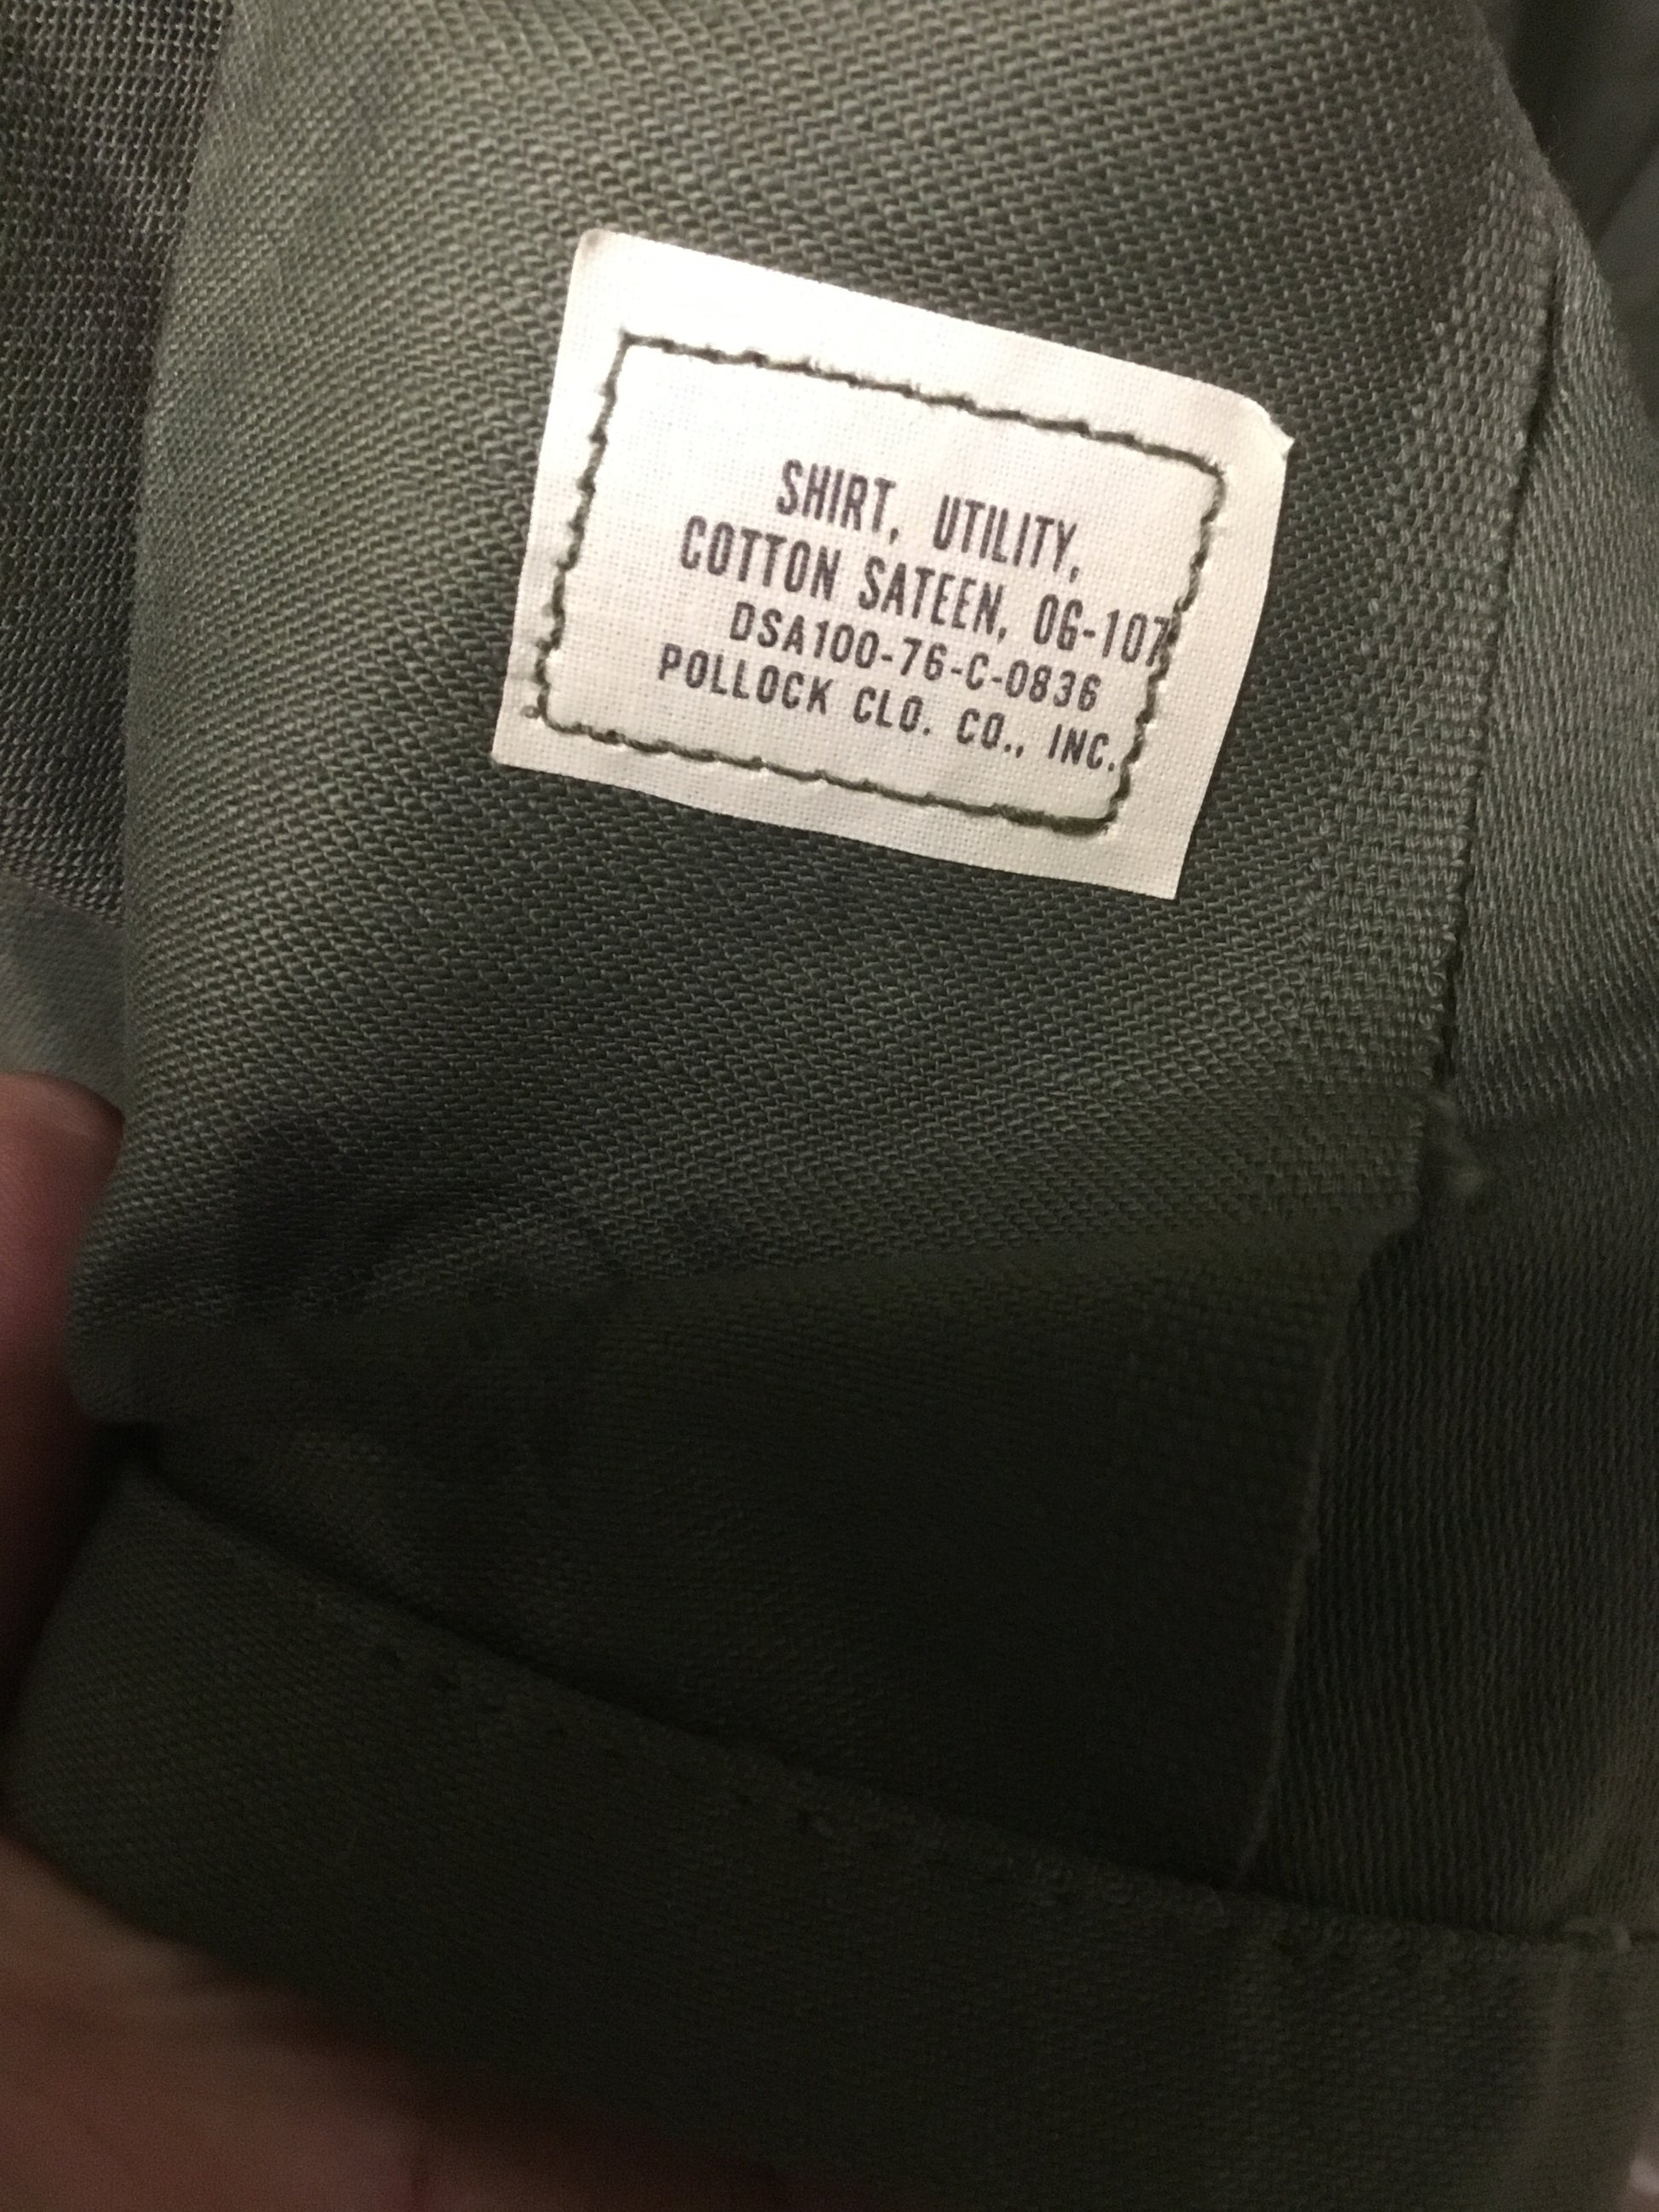 SHIRT, UTILITY,
COTTON SATEEN, OG-107
DSA100-76-C-0836
POLLOCK CLO. CO., INC.